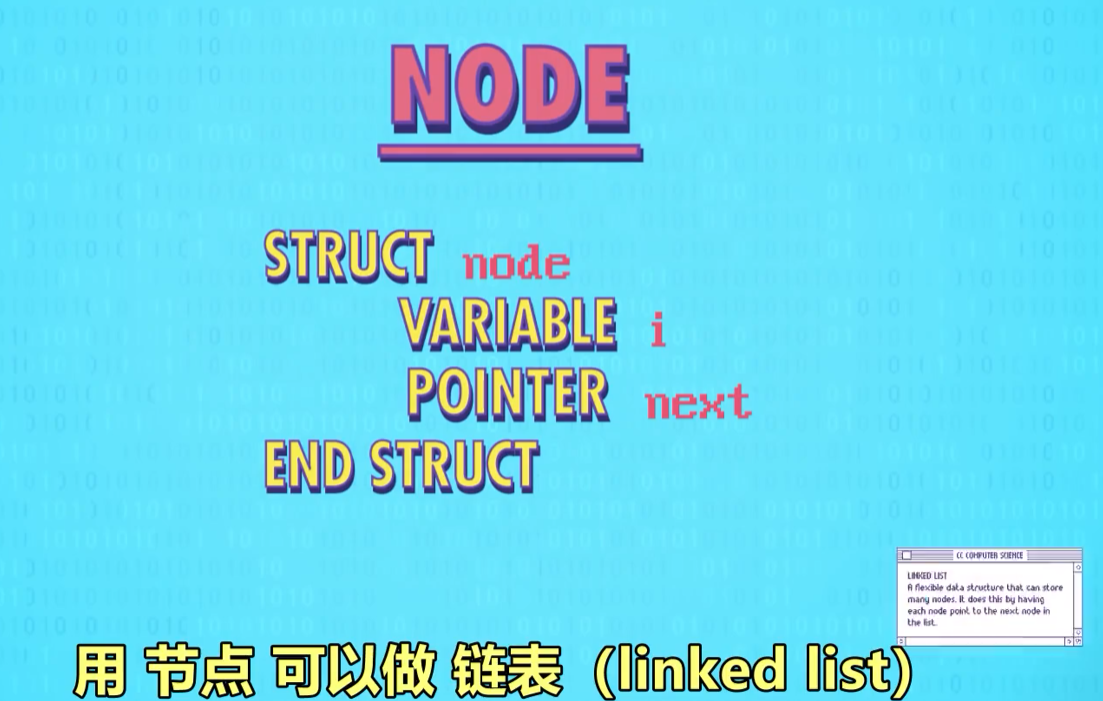 NODE
STRUCT node
VARIABLE i
POINTER next
END STRUCT
CC COMPUTER SCIENCE
LINKED LIST
A flexible data structure that can store
many nodes. It does this by having
each node point to the next node in
the list.
用 节点 可以做 链表（linked list）